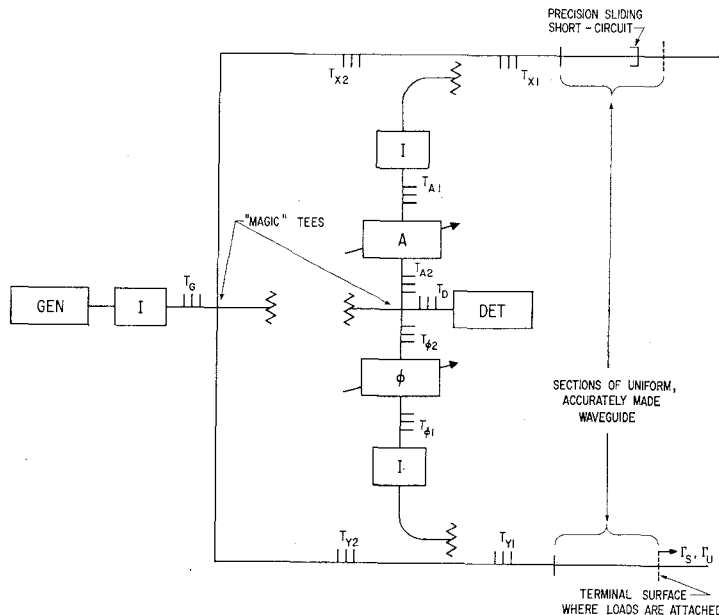 PRECISION SLIDING
SHORT-CIRCUIT
T_X2
T_X1
I
T_A1
"MAGIC" TEES
A
T_A2
T_G
T_D
GEN
I
DET
T_φ2
φ
SECTIONS OF UNIFORM,
ACCURATELY MADE
WAVEGUIDE
T_φ1
I
T_Y2
T_Y1
Γ_S, Γ_U
TERMINAL SURFACE
WHERE LOADS ARE ATTACHED